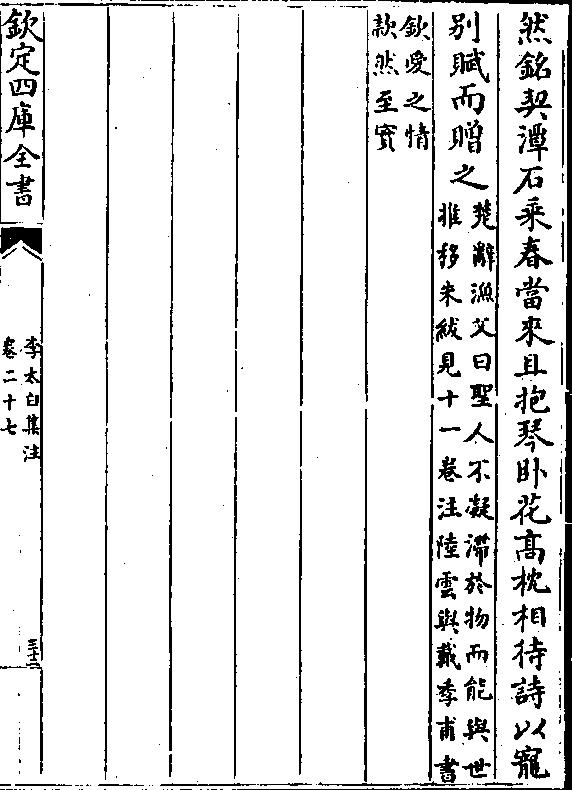 然銘契潭石乘春當來且抱琴卧花高枕相待詩以寵
別賦而贈之
楚辭漁父曰聖人不凝滯於物而能與世
推移朱紱見十一卷注陸雲與戴季甫書
欽愛之情
款然至實
欽定四庫全書
李太白集注
卷二十七
三十二